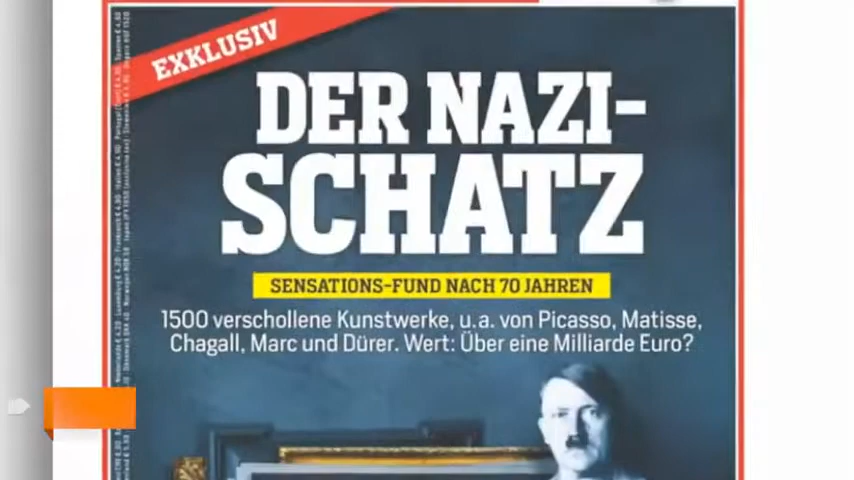 EXKLUSIV
DER NAZI-
SCHATZ
SENSATIONS-FUND NACH 70 JAHREN
1500 verschollene Kunstwerke, u. a. von Picasso, Matisse,
Chagall, Marc und Dürer. Wert: Über eine Milliarde Euro?